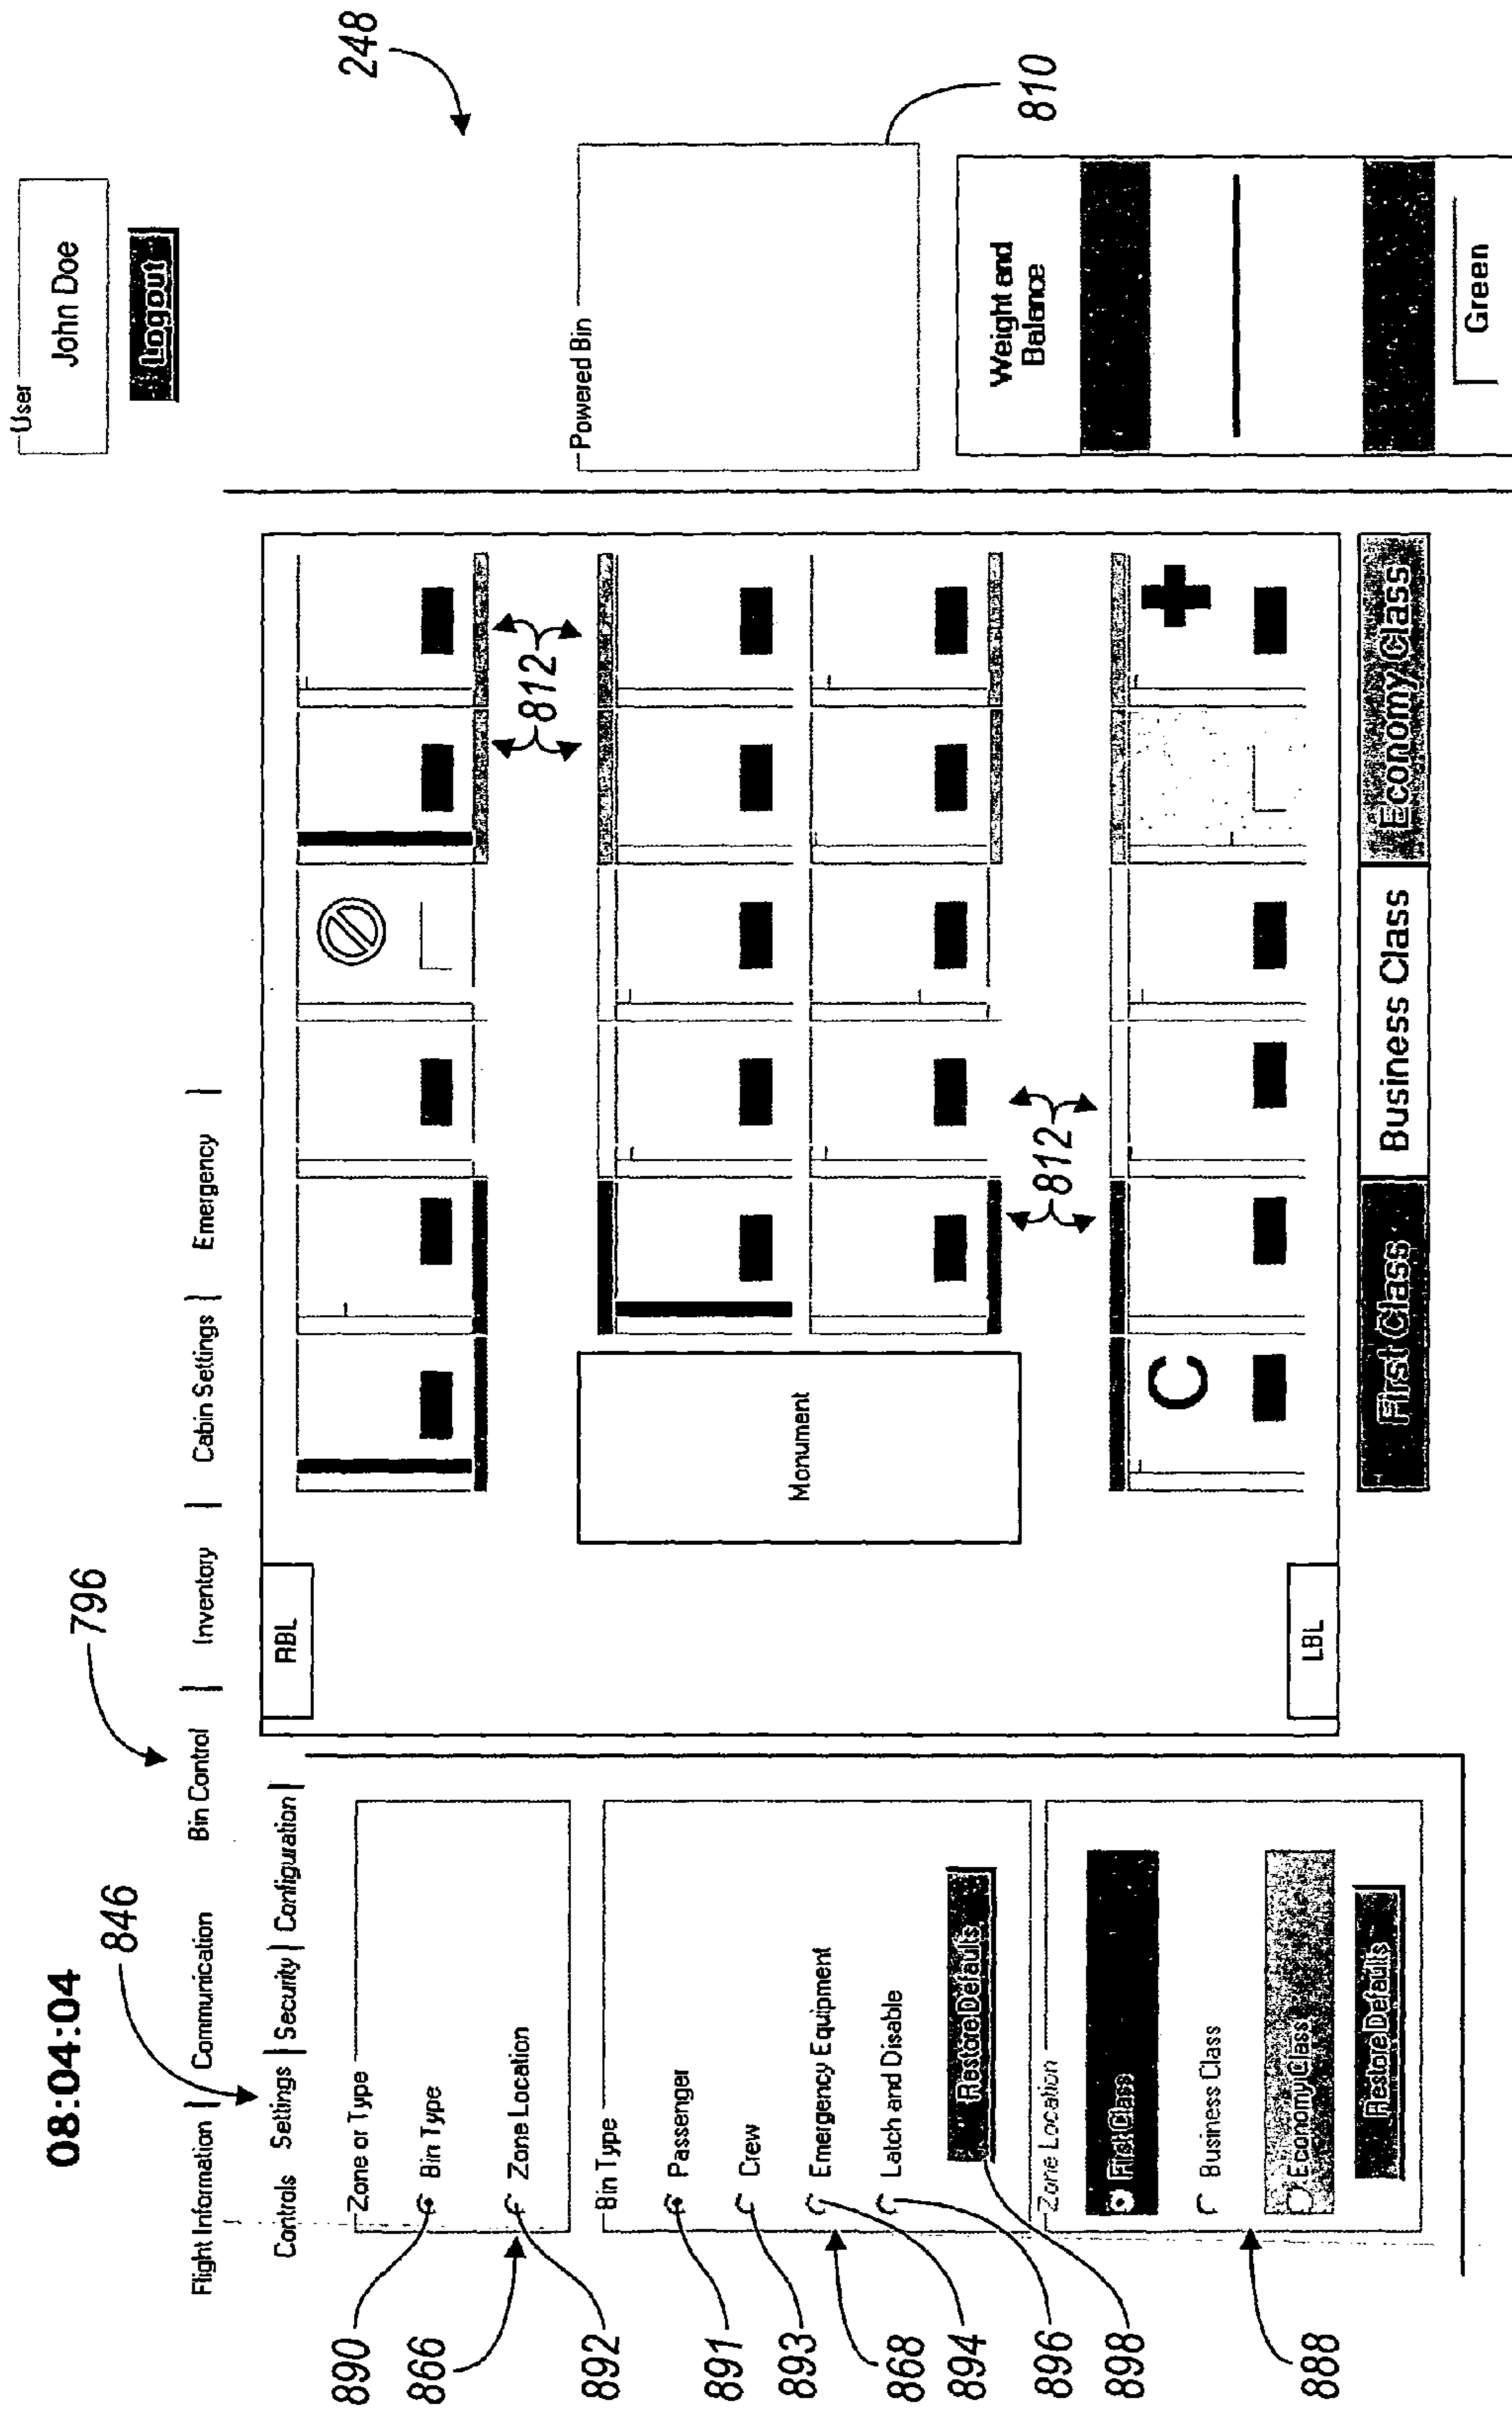 08:04:04
User
John Doe
Logout
796
846
248
Flight Information | Communication Bin Control | Inventory | Cabin Settings | Emergency |
Controls Settings | Security | Configuration |
890
866
892
Zone or Type
Bin Type
Zone Location
891
893
868
894
896
898
Bin Type
Passenger
Crew
Emergency Equipment
Latch and Disable
Restore Defaults
888
Zone Location
First Class
Business Class
Economy Class
Restore Defaults
RBL
LBL
Monument
812
812
C
First Class
Business Class
Economy Class
Powered Bin
810
Weight and
Balance
Green